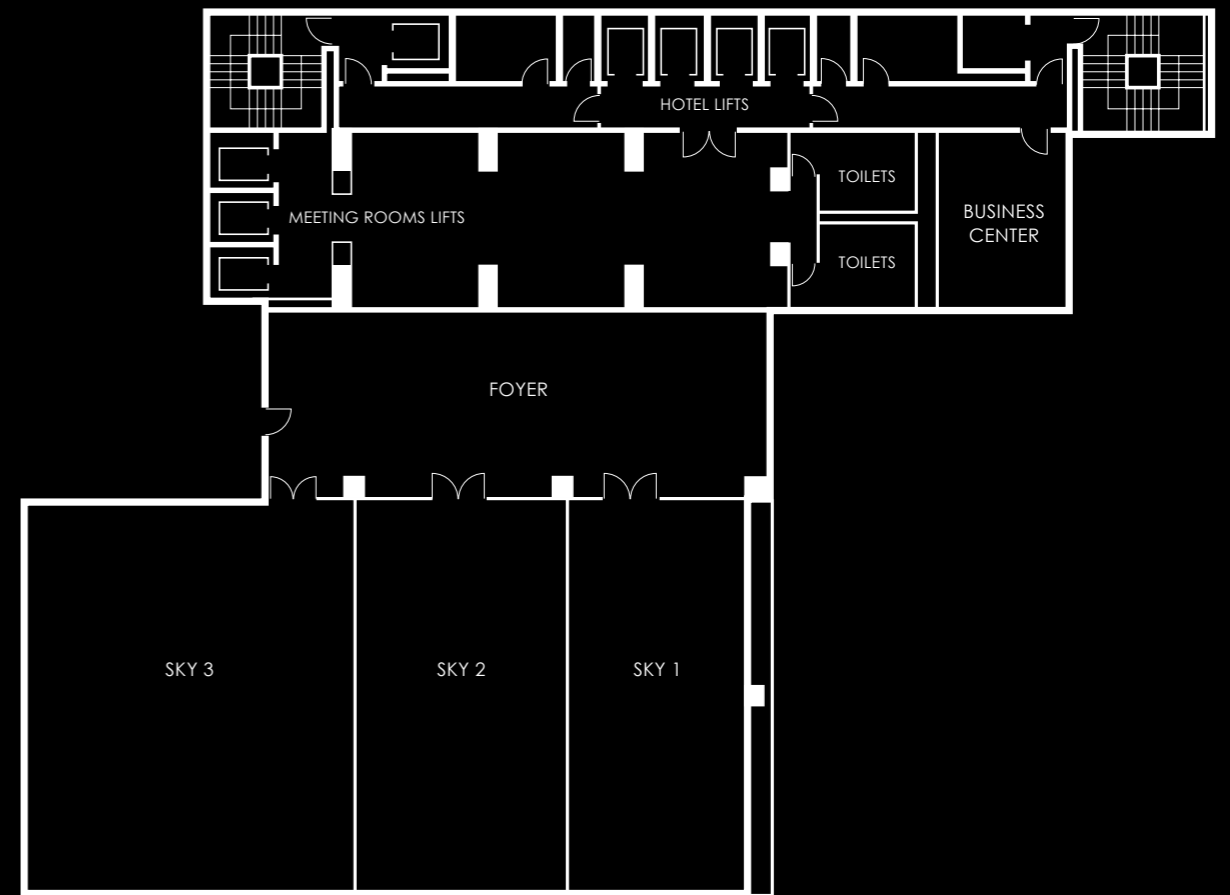 HOTEL LIFTS
TOILETS
MEETING ROOMS LIFTS
BUSINESS
CENTER
TOILETS
FOYER
SKY 3
SKY 2
SKY 1